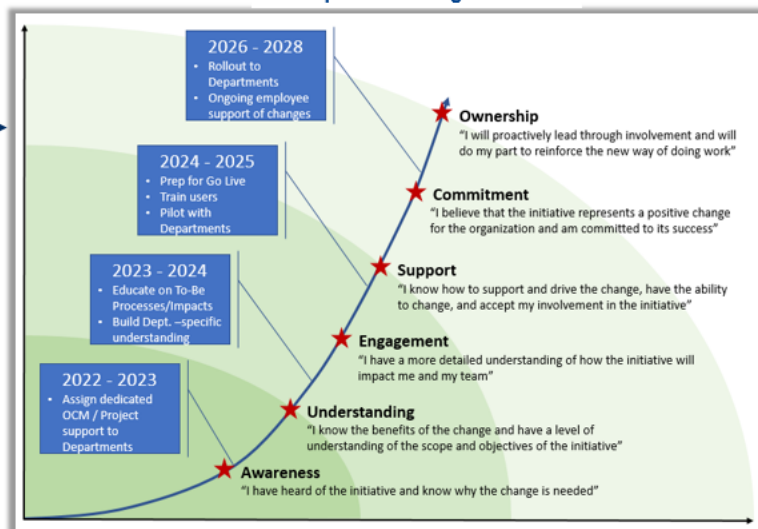 2026 - 2028
• Rollout to
Departments
• Ongoing employee
support of changes
Ownership
“I will proactively lead through involvement and will
do my part to reinforce the new way of doing work”
2024 - 2025
• Prep for Go Live
• Train users
• Pilot with
Departments
Commitment
“I believe that the initiative represents a positive change
for the organization and am committed to its success”
Support
“I know how to support and drive the change, have the ability
to change, and accept my involvement in the initiative”
2023 - 2024
• Educate on To-Be
Processes/Impacts
• Build Dept. –specific
understanding
Engagement
“I have a more detailed understanding of how the initiative will
impact me and my team”
2022 - 2023
• Assign dedicated
OCM / Project
support to
Departments
Understanding
“I know the benefits of the change and have a level of
understanding of the scope and objectives of the initiative”
Awareness
“I have heard of the initiative and know why the change is needed”